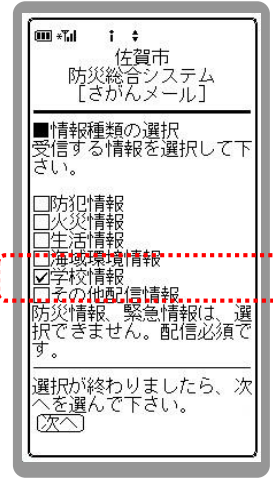 佐賀市
防災総合システム
[さがんメール]
■情報種類の選択
受信する情報を選択して下
さい。
□防犯情報
□火災情報
□生活情報
□海域環境情報
☑学校情報
□その他配信情報
防災情報、緊急情報は、選
択できません。配信必須で
す。
選択が終わりましたら、次
へを選んで下さい。
次へ